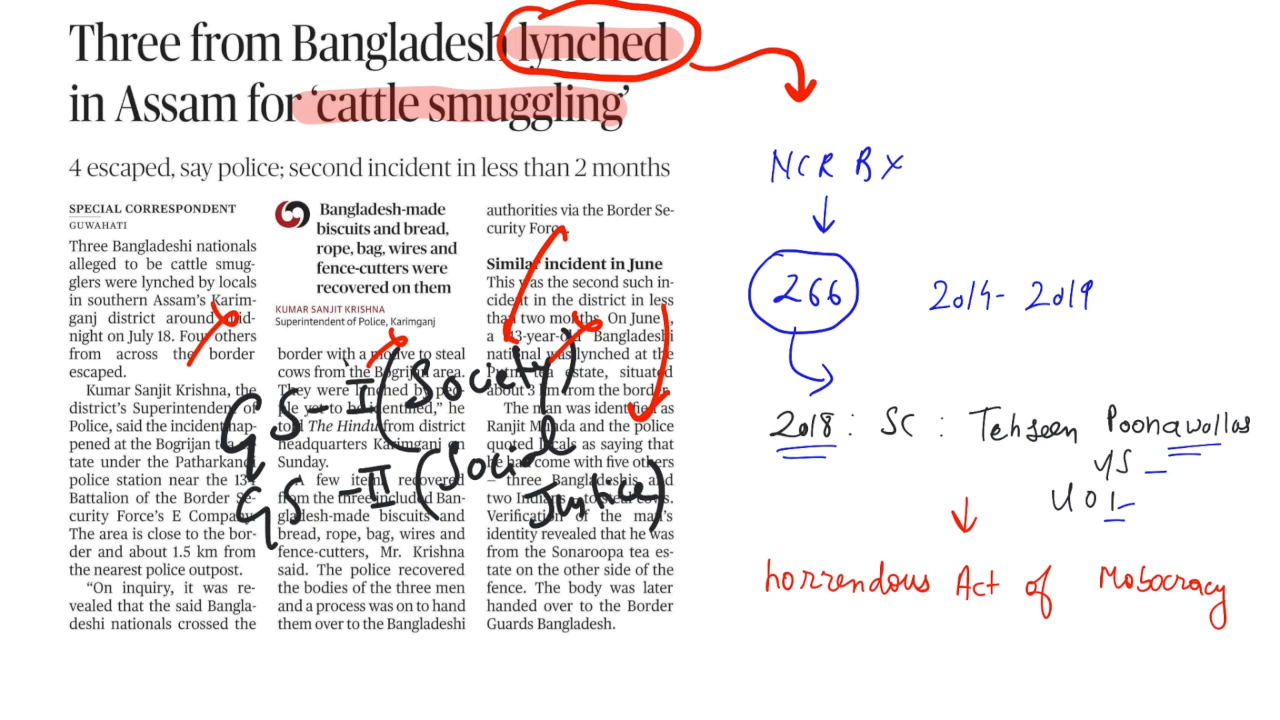 Three from Bangladesh lynched
in Assam for ‘cattle smuggling’
4 escaped, say police; second incident in less than 2 months
SPECIAL CORRESPONDENT
GUWAHATI
Three Bangladeshi nationals
alleged to be cattle smug-
glers were lynched by locals
in southern Assam’s Karim-
ganj district around mid-
night on July 18. Four others
from across the border
escaped.
Kumar Sanjit Krishna, the
district’s Superintendent of
Police, said the incident hap-
pened at the Bogrijan tea es-
tate under the Patharkandi
police station near the 134
Battalion of the Border Se-
curity Force’s E Company.
The area is close to the bor-
der and about 1.5 km from
the nearest police outpost.
“On inquiry, it was re-
vealed that the said Bangla-
deshi nationals crossed the
Bangladesh-made
biscuits and bread,
rope, bag, wires and
fence-cutters were
recovered on them
KUMAR SANJIT KRISHNA
Superintendent of Police, Karimganj
border with a motive to steal
cows from the Bogrijan area.
They were lynched by peo-
ple yet to be identified,” he
told The Hindu from district
headquarters Karimganj on
Sunday.
A few items recovered
from the three included Ban-
gladesh-made biscuits and
bread, rope, bag, wires and
fence-cutters, Mr. Krishna
said. The police recovered
the bodies of the three men
and a process was on to hand
them over to the Bangladeshi
authorities via the Border Se-
curity Force.
Similar incident in June
This was the second such in-
cident in the district in less
than two months. On June
a 43-year-old Bangladeshi
national was lynched at the
Putni tea estate, situated
about 3 km from the border.
The man was identified as
Ranjit Munda and the police
quoted locals as saying that
he had come with five others
– three Bangladeshis and
two Indians – to steal cows.
Verification of the man’s
identity revealed that he was
from the Sonaroopa tea es-
tate on the other side of the
fence. The body was later
handed over to the Border
Guards Bangladesh.
GS-I (Society)
GS-II (Social
Justice)
NCRB X
266 2014-2019
2018: SC: Tehseen Poonawollas
VS
UOI
horrendous Act of Mobocracy